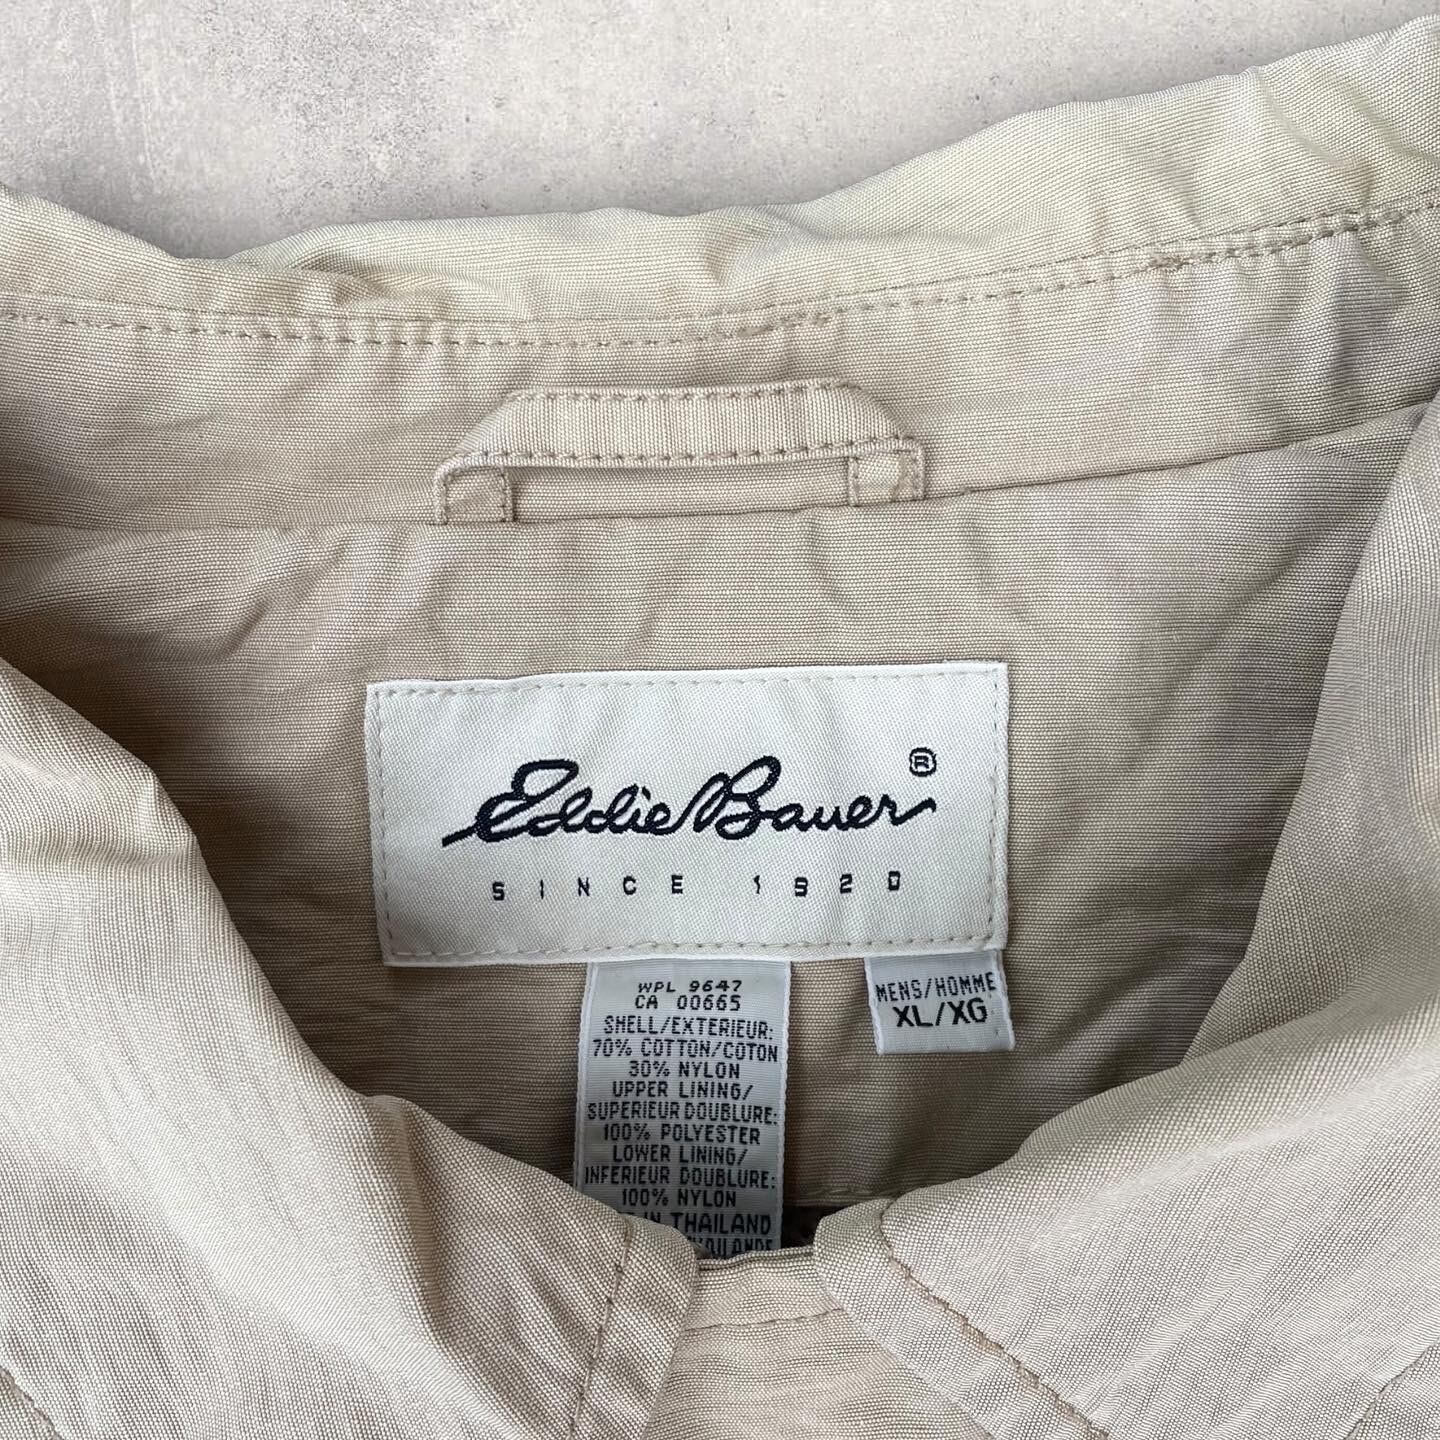 Eddie Bauer ®
SINCE 1920
WPL 9647
CA 00665
SHELL/EXTERIEUR:
70% COTTON/COTON
30% NYLON
UPPER LINING/
SUPERIEUR DOUBLURE:
100% POLYESTER
LOWER LINING/
INFERIEUR DOUBLURE:
100% NYLON
IN THAILAND
MENS/HOMME
XL/XG